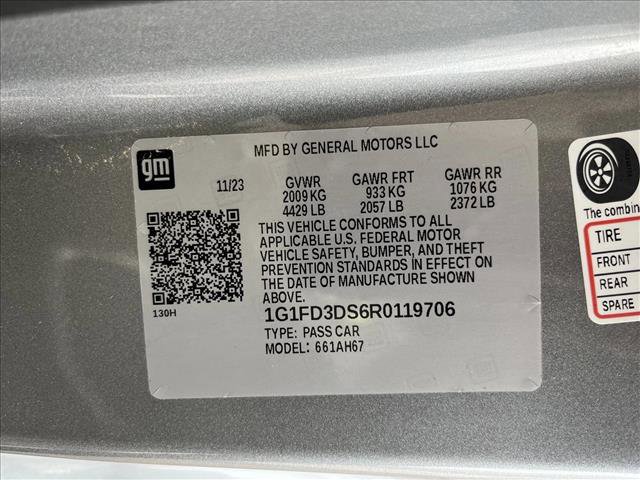 gm
MFD BY GENERAL MOTORS LLC
11/23 GVWR GAWR FRT GAWR RR
2009 KG 933 KG 1076 KG
4429 LB 2057 LB 2372 LB
THIS VEHICLE CONFORMS TO ALL
APPLICABLE U.S. FEDERAL MOTOR
VEHICLE SAFETY, BUMPER, AND THEFT
PREVENTION STANDARDS IN EFFECT ON
THE DATE OF MANUFACTURE SHOWN
ABOVE.
130H
1G1FD3DS6R0119706
TYPE: PASS CAR
MODEL: 661AH67
The combin
TIRE
FRONT
REAR
SPARE